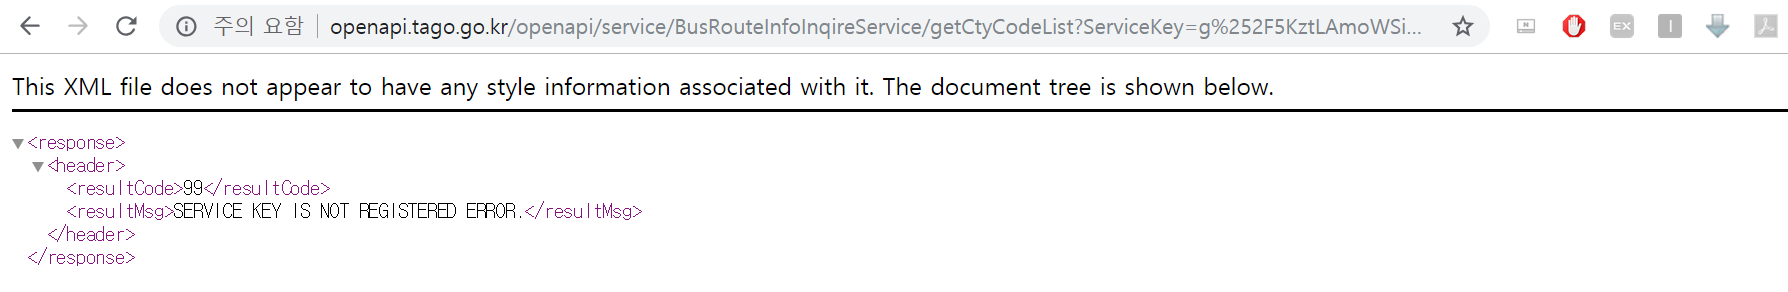 주의 요함 openapi.tago.go.kr/openapi/service/BusRouteInfoInqireService/getCtyCodeList?ServiceKey=g%252F5KztLAmoWSi...
EX I
This XML file does not appear to have any style information associated with it. The document tree is shown below.
<response>
<header>
<resultCode>99</resultCode>
<resultMsg>SERVICE KEY IS NOT REGISTERED ERROR.</resultMsg>
</header>
</response>